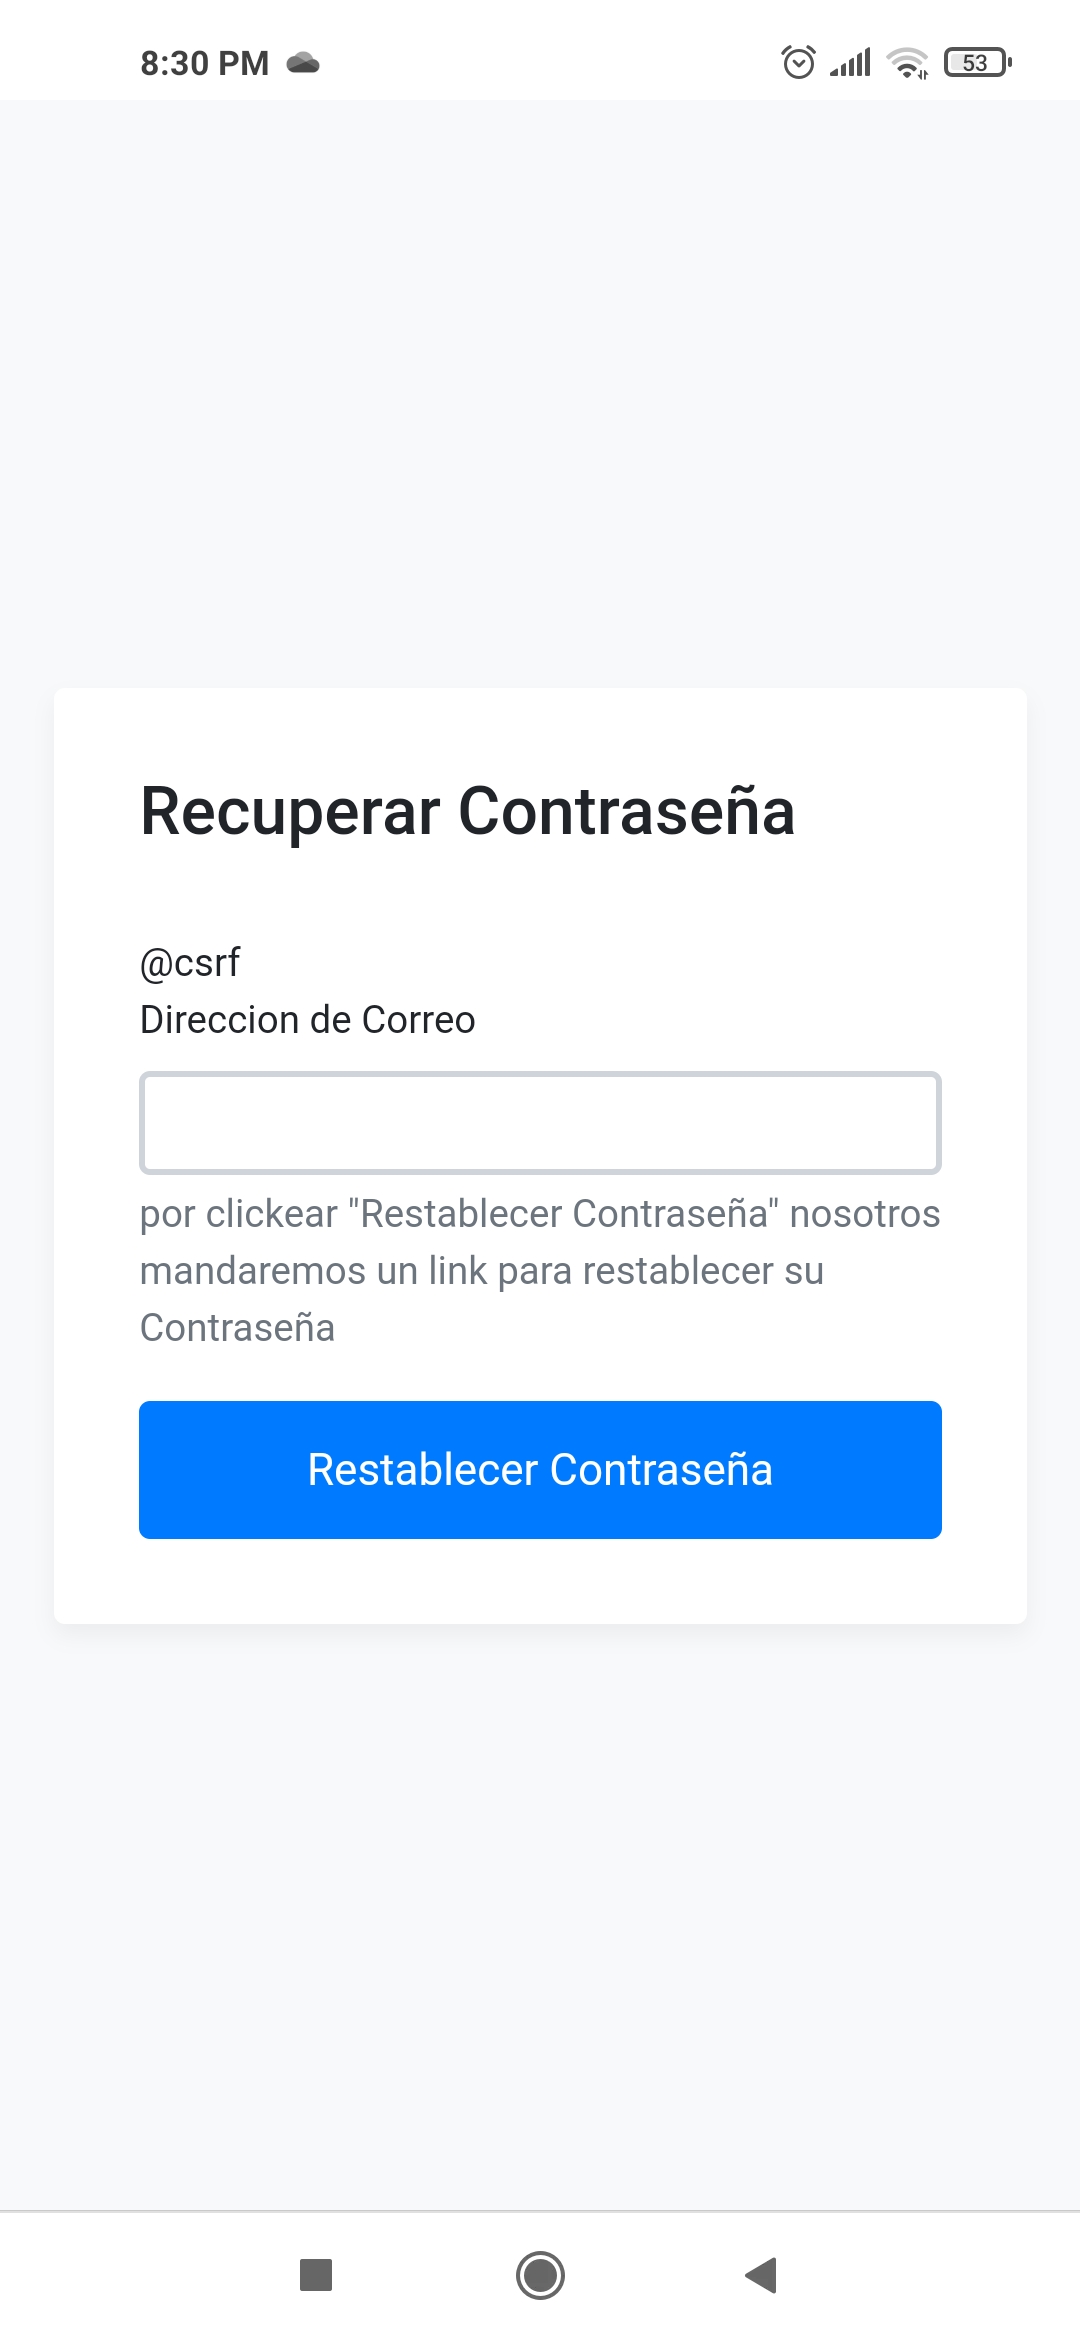 8:30 PM
53
Recuperar Contraseña
@csrf
Direccion de Correo
por clickear "Restablecer Contraseña" nosotros
mandaremos un link para restablecer su
Contraseña
Restablecer Contraseña